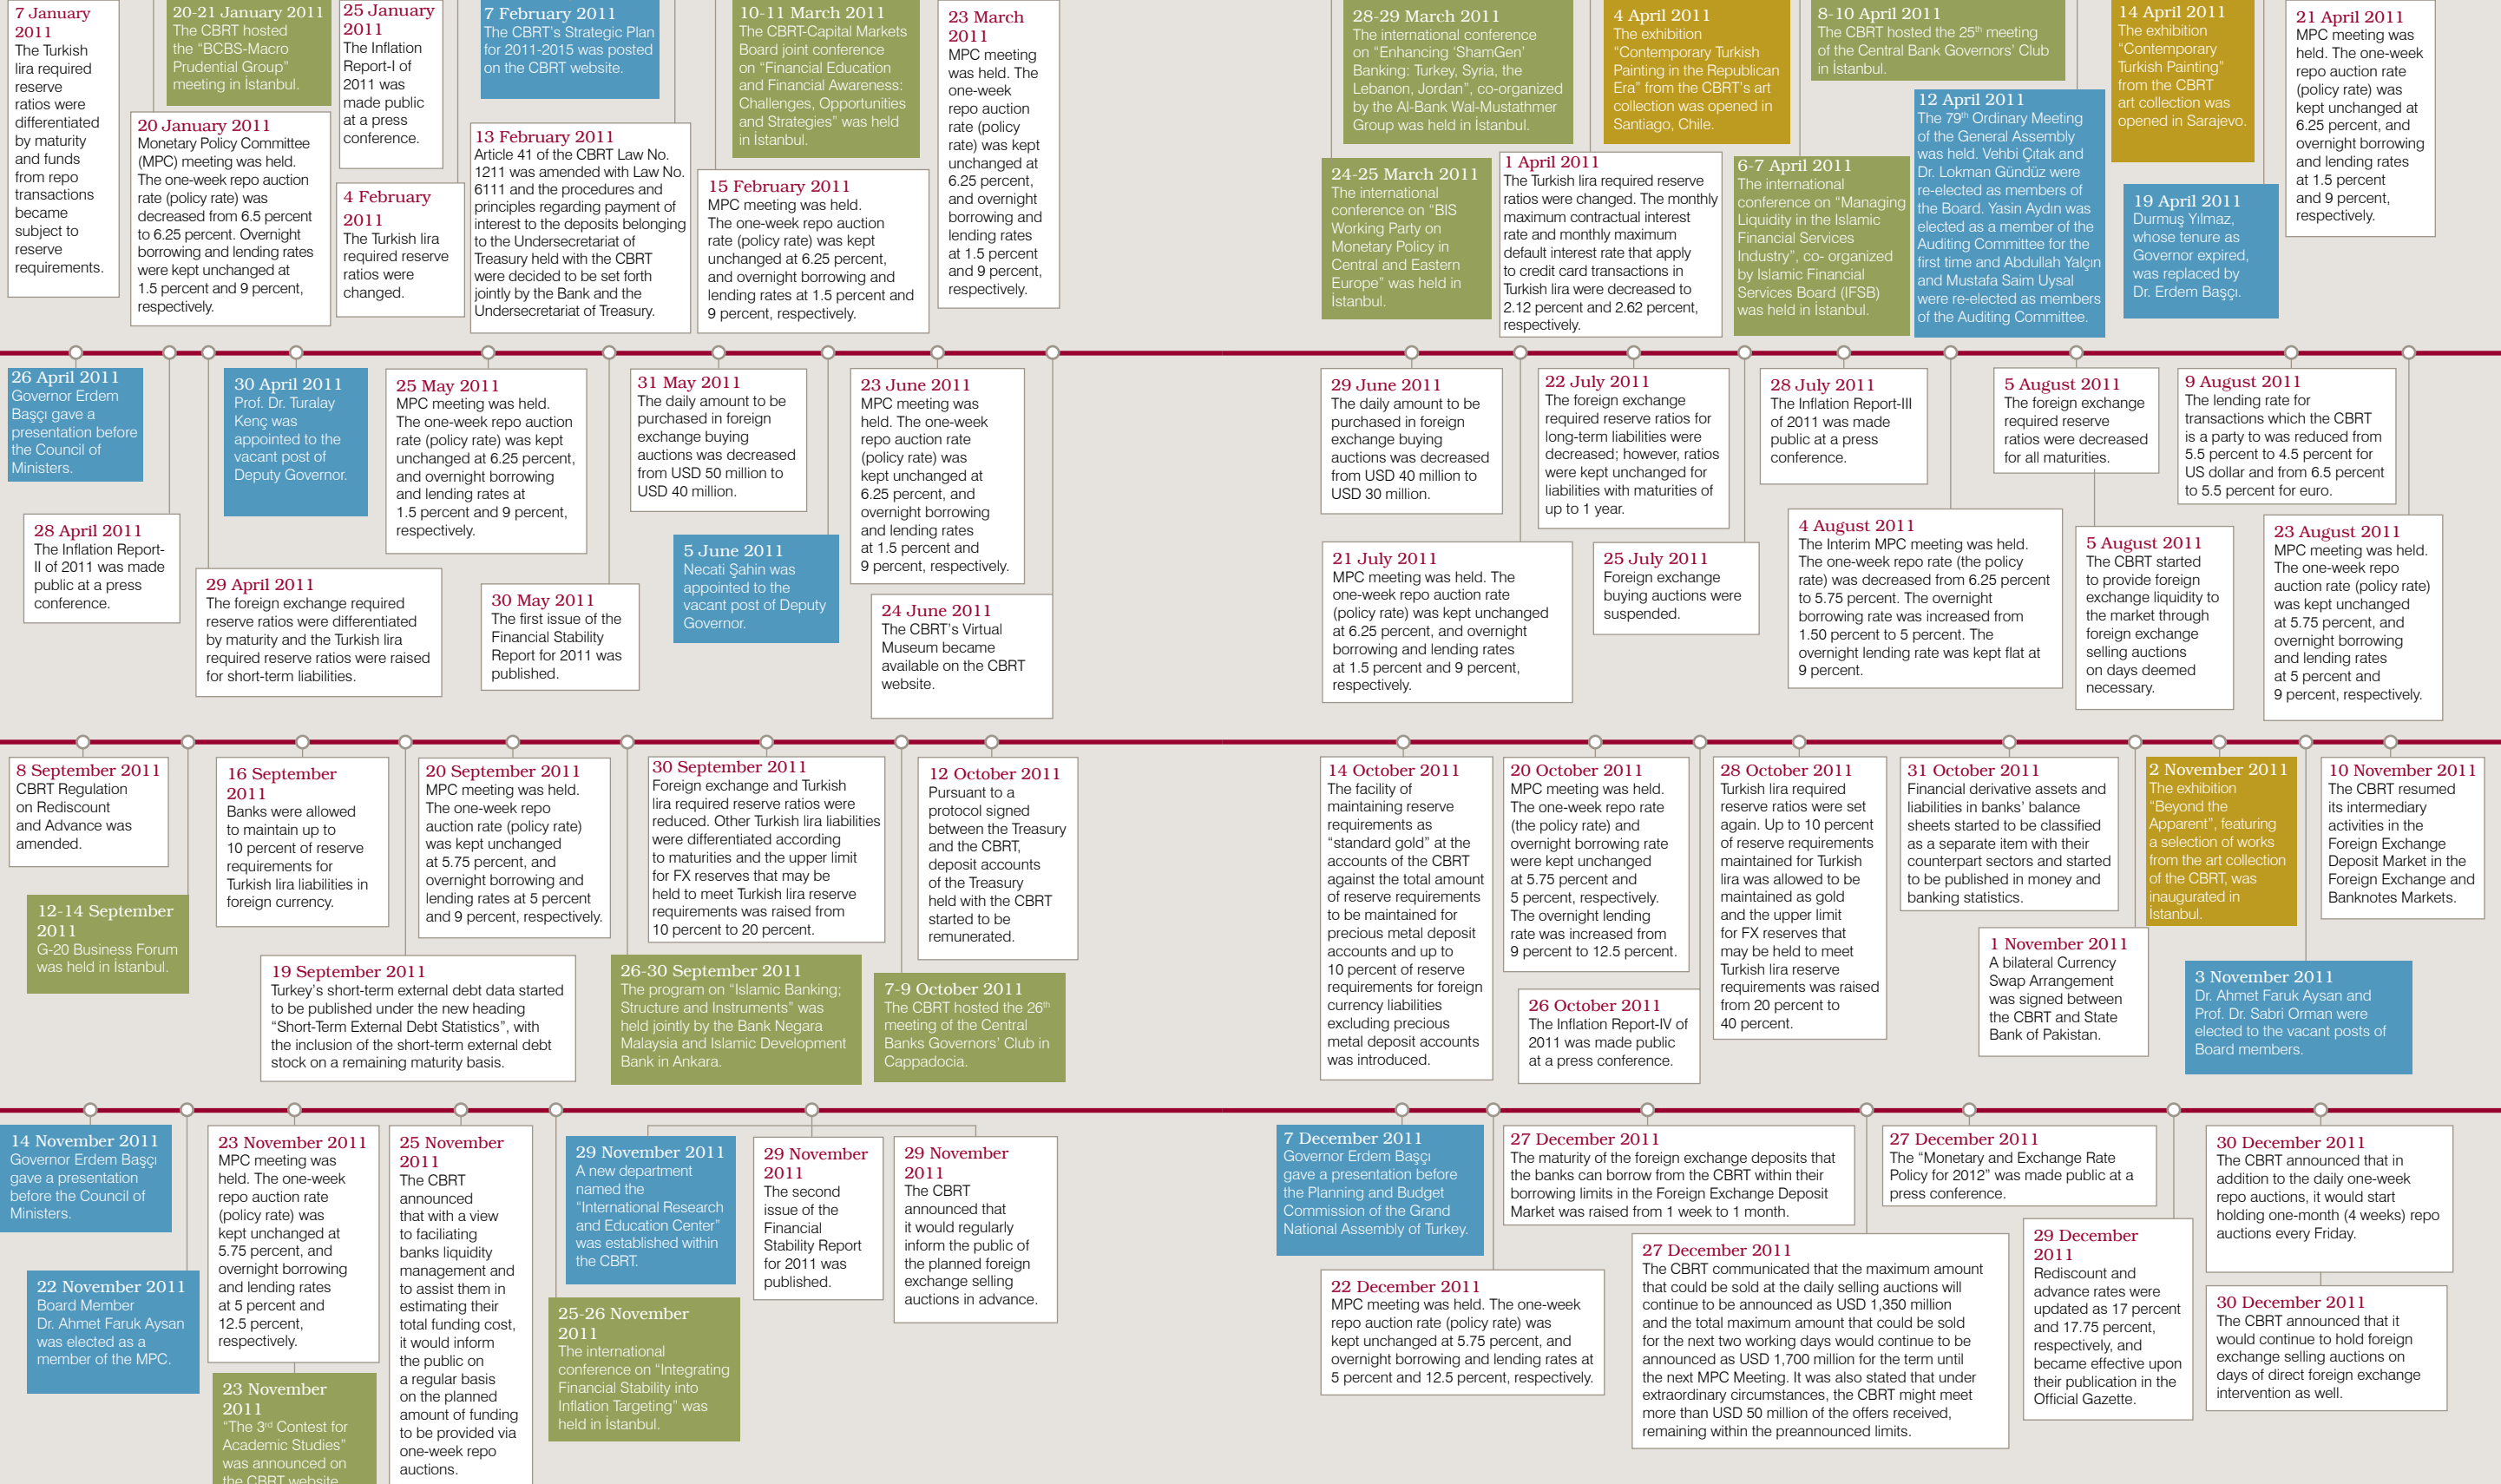 7 January
2011
The Turkish
lira required
reserve
ratios were
differentiated
by maturity
and funds
from repo
transactions
became
subject to
reserve
requirements.
20-21 January 2011
The CBRT hosted
the “BCBS-Macro
Prudential Group”
meeting in İstanbul.
20 January 2011
Monetary Policy Committee
(MPC) meeting was held.
The one-week repo auction
rate (policy rate) was
decreased from 6.5 percent
to 6.25 percent. Overnight
borrowing and lending rates
were kept unchanged at
1.5 percent and 9 percent,
respectively.
25 January
2011
The Inflation
Report-I of
2011 was
made public
at a press
conference.
4 February
2011
The Turkish lira
required reserve
ratios were
changed.
7 February 2011
The CBRT’s Strategic Plan
for 2011-2015 was posted
on the CBRT website.
13 February 2011
Article 41 of the CBRT Law No.
1211 was amended with Law No.
6111 and the procedures and
principles regarding payment of
interest to the deposits belonging
to the Undersecretariat of
Treasury held with the CBRT
were decided to be set forth
jointly by the Bank and the
Undersecretariat of Treasury.
10-11 March 2011
The CBRT-Capital Markets
Board joint conference
on “Financial Education
and Financial Awareness:
Challenges, Opportunities
and Strategies” was held
in İstanbul.
15 February 2011
MPC meeting was held.
The one-week repo auction
rate (policy rate) was kept
unchanged at 6.25 percent,
and overnight borrowing and
lending rates at 1.5 percent and
9 percent, respectively.
23 March
2011
MPC meeting
was held. The
one-week
repo auction
rate (policy
rate) was kept
unchanged at
6.25 percent,
and overnight
borrowing and
lending rates
at 1.5 percent
and 9 percent,
respectively.
28-29 March 2011
The international conference
on “Enhancing ‘ShamGen’
Banking: Turkey, Syria, the
Lebanon, Jordan”, co-organized
by the Al-Bank Wal-Mustathmer
Group was held in İstanbul.
24-25 March 2011
The international
conference on “BIS
Working Party on
Monetary Policy in
Central and Eastern
Europe” was held in
İstanbul.
4 April 2011
The exhibition
“Contemporary Turkish
Painting in the Republican
Era” from the CBRT’s art
collection was opened in
Santiago, Chile.
1 April 2011
The Turkish lira required reserve
ratios were changed. The monthly
maximum contractual interest
rate and monthly maximum
default interest rate that apply
to credit card transactions in
Turkish lira were decreased to
2.12 percent and 2.62 percent,
respectively.
8-10 April 2011
The CBRT hosted the 25th meeting
of the Central Bank Governors’ Club
in İstanbul.
6-7 April 2011
The international
conference on “Managing
Liquidity in the Islamic
Financial Services
Industry”, co- organized
by Islamic Financial
Services Board (IFSB)
was held in İstanbul.
12 April 2011
The 79th Ordinary Meeting
of the General Assembly
was held. Vehbi Çıtak and
Dr. Lokman Gündüz were
re-elected as members of
the Board. Yasin Aydın was
elected as a member of the
Auditing Committee for the
first time and Abdullah Yalçın
and Mustafa Saim Uysal
were re-elected as members
of the Auditing Committee.
14 April 2011
The exhibition
“Contemporary
Turkish Painting”
from the CBRT
art collection was
opened in Sarajevo.
19 April 2011
Durmuş Yılmaz,
whose tenure as
Governor expired,
was replaced by
Dr. Erdem Başçı.
21 April 2011
MPC meeting was
held. The one-week
repo auction rate
(policy rate) was
kept unchanged at
6.25 percent, and
overnight borrowing
and lending rates
at 1.5 percent
and 9 percent,
respectively.
26 April 2011
Governor Erdem
Başçı gave a
presentation before
the Council of
Ministers.
28 April 2011
The Inflation Report-
II of 2011 was made
public at a press
conference.
30 April 2011
Prof. Dr. Turalay
Kenç was
appointed to the
vacant post of
Deputy Governor.
29 April 2011
The foreign exchange required
reserve ratios were differentiated
by maturity and the Turkish lira
required reserve ratios were raised
for short-term liabilities.
25 May 2011
MPC meeting was held.
The one-week repo auction
rate (policy rate) was kept
unchanged at 6.25 percent,
and overnight borrowing
and lending rates at
1.5 percent and 9 percent,
respectively.
30 May 2011
The first issue of the
Financial Stability
Report for 2011 was
published.
31 May 2011
The daily amount to be
purchased in foreign
exchange buying
auctions was decreased
from USD 50 million to
USD 40 million.
5 June 2011
Necati Şahin was
appointed to the
vacant post of Deputy
Governor.
23 June 2011
MPC meeting was
held. The one-week
repo auction rate
(policy rate) was
kept unchanged at
6.25 percent, and
overnight borrowing
and lending rates
at 1.5 percent and
9 percent, respectively.
24 June 2011
The CBRT’s Virtual
Museum became
available on the CBRT
website.
29 June 2011
The daily amount to be
purchased in foreign
exchange buying
auctions was decreased
from USD 40 million to
USD 30 million.
21 July 2011
MPC meeting was held. The
one-week repo auction rate
(policy rate) was kept unchanged
at 6.25 percent, and overnight
borrowing and lending rates
at 1.5 percent and 9 percent,
respectively.
22 July 2011
The foreign exchange
required reserve ratios for
long-term liabilities were
decreased; however, ratios
were kept unchanged for
liabilities with maturities of
up to 1 year.
25 July 2011
Foreign exchange
buying auctions were
suspended.
28 July 2011
The Inflation Report-III
of 2011 was made
public at a press
conference.
4 August 2011
The Interim MPC meeting was held.
The one-week repo rate (the policy
rate) was decreased from 6.25 percent
to 5.75 percent. The overnight
borrowing rate was increased from
1.50 percent to 5 percent. The
overnight lending rate was kept flat at
9 percent.
5 August 2011
The foreign exchange
required reserve
ratios were decreased
for all maturities.
5 August 2011
The CBRT started
to provide foreign
exchange liquidity to
the market through
foreign exchange
selling auctions
on days deemed
necessary.
9 August 2011
The lending rate for
transactions which the CBRT
is a party to was reduced from
5.5 percent to 4.5 percent for
US dollar and from 6.5 percent
to 5.5 percent for euro.
23 August 2011
MPC meeting was held.
The one-week repo
auction rate (policy rate)
was kept unchanged
at 5.75 percent, and
overnight borrowing
and lending rates
at 5 percent and
9 percent, respectively.
8 September 2011
CBRT Regulation
on Rediscount
and Advance was
amended.
12-14 September
2011
G-20 Business Forum
was held in İstanbul.
16 September
2011
Banks were allowed
to maintain up to
10 percent of reserve
requirements for
Turkish lira liabilities in
foreign currency.
19 September 2011
Turkey’s short-term external debt data started
to be published under the new heading
“Short-Term External Debt Statistics”, with
the inclusion of the short-term external debt
stock on a remaining maturity basis.
20 September 2011
MPC meeting was held.
The one-week repo
auction rate (policy rate)
was kept unchanged
at 5.75 percent, and
overnight borrowing and
lending rates at 5 percent
and 9 percent, respectively.
30 September 2011
Foreign exchange and Turkish
lira required reserve ratios were
reduced. Other Turkish lira liabilities
were differentiated according
to maturities and the upper limit
for FX reserves that may be
held to meet Turkish lira reserve
requirements was raised from
10 percent to 20 percent.
26-30 September 2011
The program on “Islamic Banking;
Structure and Instruments” was
held jointly by the Bank Negara
Malaysia and Islamic Development
Bank in Ankara.
12 October 2011
Pursuant to a
protocol signed
between the Treasury
and the CBRT,
deposit accounts
of the Treasury
held with the CBRT
started to be
remunerated.
7-9 October 2011
The CBRT hosted the 26th
meeting of the Central
Banks Governors’ Club in
Cappadocia.
14 October 2011
The facility of
maintaining reserve
requirements as
“standard gold” at the
accounts of the CBRT
against the total amount
of reserve requirements
to be maintained for
precious metal deposit
accounts and up to
10 percent of reserve
requirements for foreign
currency liabilities
excluding precious
metal deposit accounts
was introduced.
20 October 2011
MPC meeting was held.
The one-week repo rate
(the policy rate) and
overnight borrowing rate
were kept unchanged
at 5.75 percent and
5 percent, respectively.
The overnight lending
rate was increased from
9 percent to 12.5 percent.
26 October 2011
The Inflation Report-IV of
2011 was made public
at a press conference.
28 October 2011
Turkish lira required
reserve ratios were set
again. Up to 10 percent
of reserve requirements
maintained for Turkish
lira was allowed to be
maintained as gold
and the upper limit
for FX reserves that
may be held to meet
Turkish lira reserve
requirements was raised
from 20 percent to
40 percent.
31 October 2011
Financial derivative assets and
liabilities in banks’ balance
sheets started to be classified
as a separate item with their
counterpart sectors and started
to be published in money and
banking statistics.
1 November 2011
A bilateral Currency
Swap Arrangement
was signed between
the CBRT and State
Bank of Pakistan.
2 November 2011
The exhibition
“Beyond the
Apparent”, featuring
a selection of works
from the art collection
of the CBRT, was
inaugurated in
İstanbul.
3 November 2011
Dr. Ahmet Faruk Aysan and
Prof. Dr. Sabri Orman were
elected to the vacant posts of
Board members.
10 November 2011
The CBRT resumed
its intermediary
activities in the
Foreign Exchange
Deposit Market in the
Foreign Exchange and
Banknotes Markets.
14 November 2011
Governor Erdem Başçı
gave a presentation
before the Council of
Ministers.
22 November 2011
Board Member
Dr. Ahmet Faruk Aysan
was elected as a
member of the MPC.
23 November 2011
MPC meeting was
held. The one-week
repo auction rate
(policy rate) was
kept unchanged at
5.75 percent, and
overnight borrowing
and lending rates
at 5 percent and
12.5 percent,
respectively.
23 November
2011
“The 3rd Contest for
Academic Studies”
was announced on
the CBRT website.
25 November
2011
The CBRT
announced
that with a view
to faciliating
banks liquidity
management and
to assist them in
estimating their
total funding cost,
it would inform
the public on
a regular basis
on the planned
amount of funding
to be provided via
one-week repo
auctions.
29 November 2011
A new department
named the
“International Research
and Education Center”
was established within
the CBRT.
25-26 November
2011
The international
conference on “Integrating
Financial Stability into
Inflation Targeting” was
held in İstanbul.
29 November
2011
The second
issue of the
Financial
Stability Report
for 2011 was
published.
29 November
2011
The CBRT
announced that
it would regularly
inform the public of
the planned foreign
exchange selling
auctions in advance.
7 December 2011
Governor Erdem Başçı
gave a presentation before
the Planning and Budget
Commission of the Grand
National Assembly of Turkey.
22 December 2011
MPC meeting was held. The one-week
repo auction rate (policy rate) was
kept unchanged at 5.75 percent, and
overnight borrowing and lending rates at
5 percent and 12.5 percent, respectively.
27 December 2011
The maturity of the foreign exchange deposits that
the banks can borrow from the CBRT within their
borrowing limits in the Foreign Exchange Deposit
Market was raised from 1 week to 1 month.
27 December 2011
The CBRT communicated that the maximum amount
that could be sold at the daily selling auctions will
continue to be announced as USD 1,350 million
and the total maximum amount that could be sold
for the next two working days would continue to be
announced as USD 1,700 million for the term until
the next MPC Meeting. It was also stated that under
extraordinary circumstances, the CBRT might meet
more than USD 50 million of the offers received,
remaining within the preannounced limits.
27 December 2011
The “Monetary and Exchange Rate
Policy for 2012” was made public at a
press conference.
29 December
2011
Rediscount and
advance rates were
updated as 17 percent
and 17.75 percent,
respectively, and
became effective upon
their publication in the
Official Gazette.
30 December 2011
The CBRT announced that in
addition to the daily one-week
repo auctions, it would start
holding one-month (4 weeks) repo
auctions every Friday.
30 December 2011
The CBRT announced that it
would continue to hold foreign
exchange selling auctions on
days of direct foreign exchange
intervention as well.